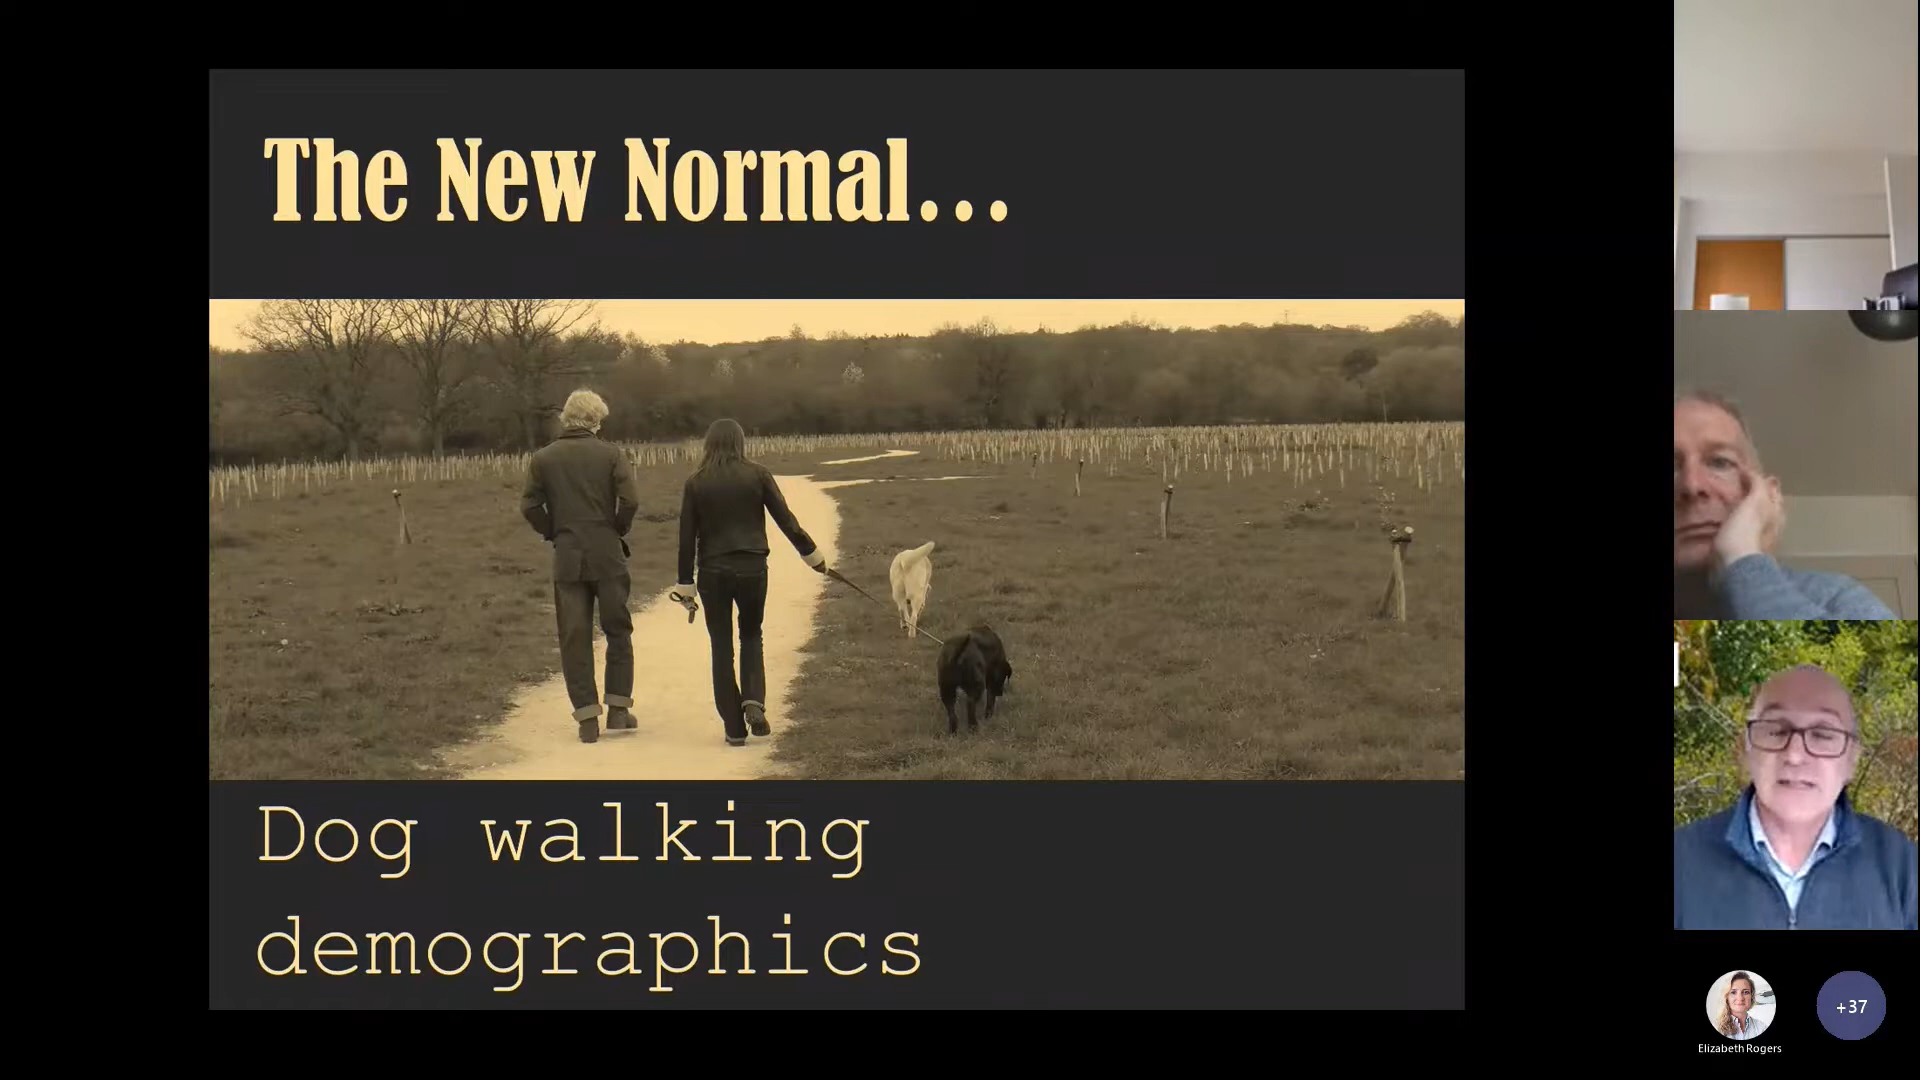 The New Normal...
Dog walking
demographics
+37
Elizabeth Rogers